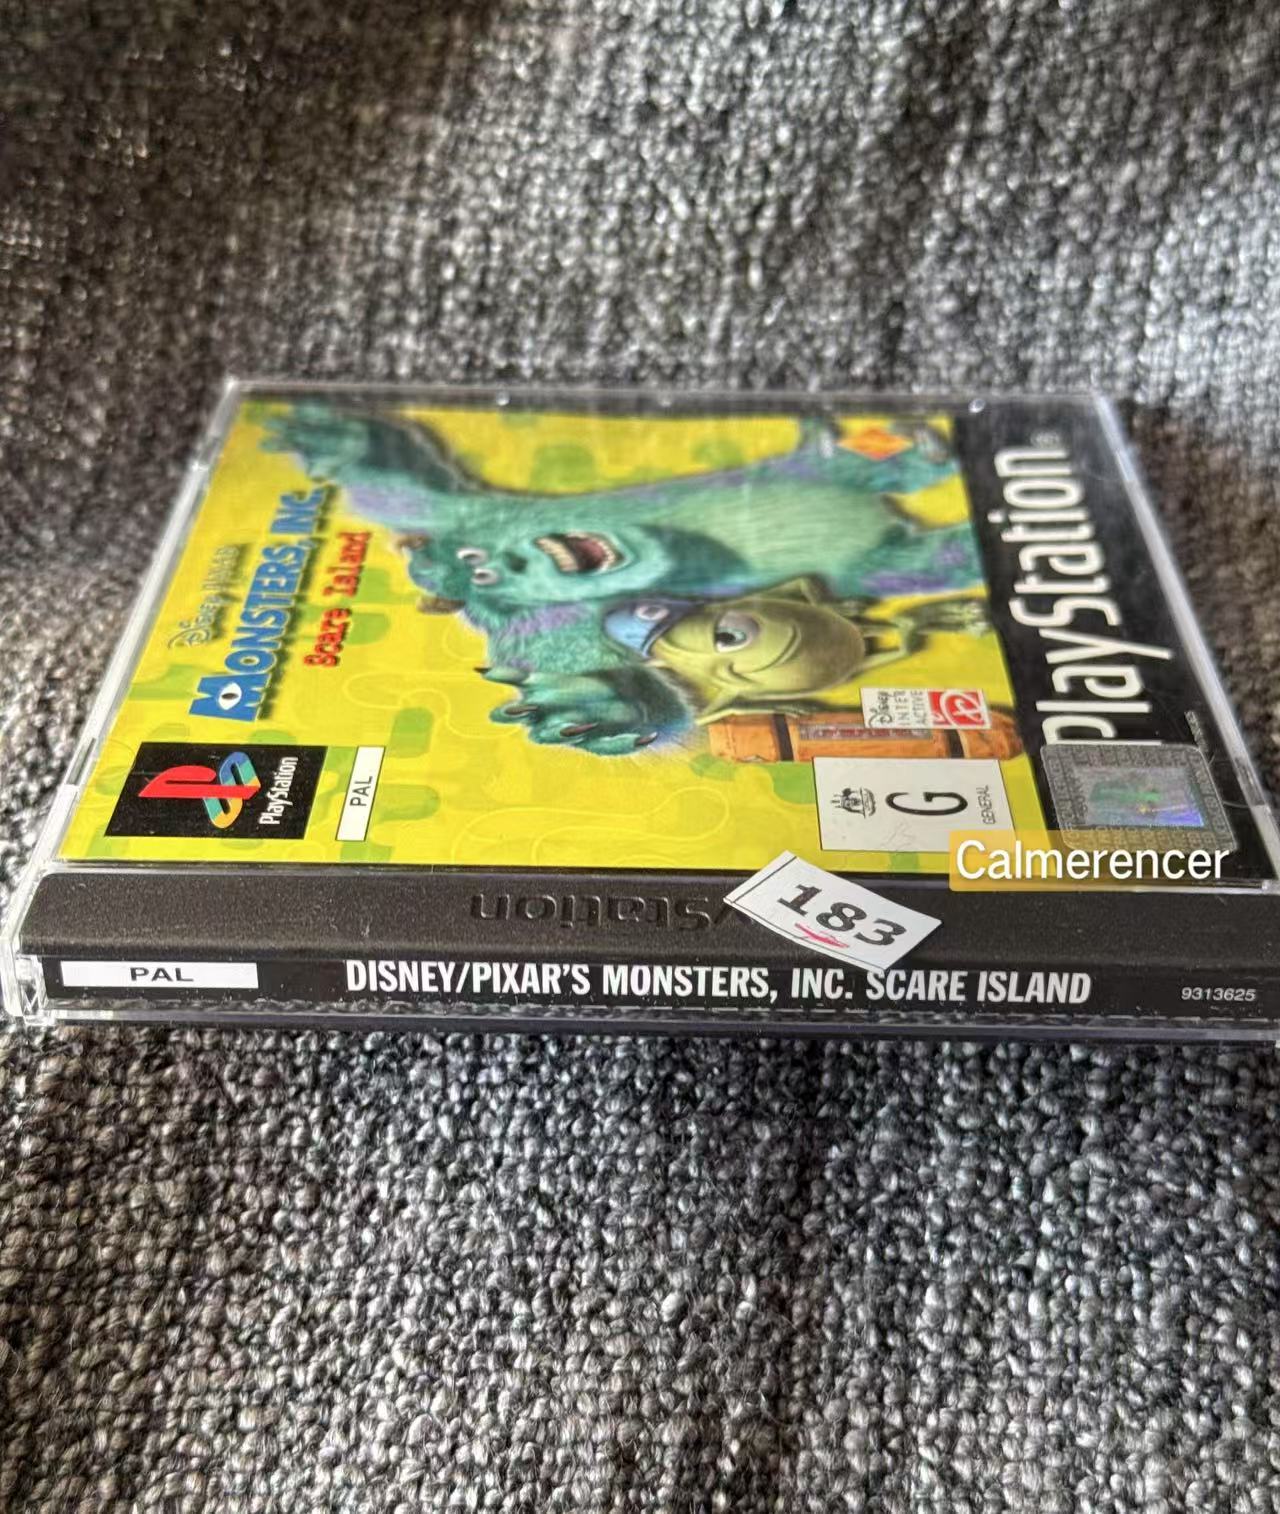 Disney/PIXAR
MONSTERS, INC.
Scare Island
PlayStation
PAL
Disney
INTER
ACTIVE
G
GENERAL
PlayStation
Calmerencer
183
yStation
PAL
DISNEY/PIXAR'S MONSTERS, INC. SCARE ISLAND
9313625